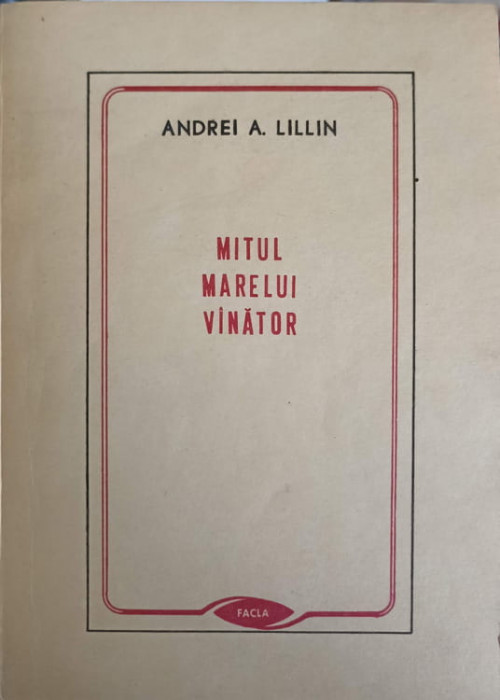 ANDREI A. LILLIN
MITUL
MARELUI
VÎNĂTOR
FACLA